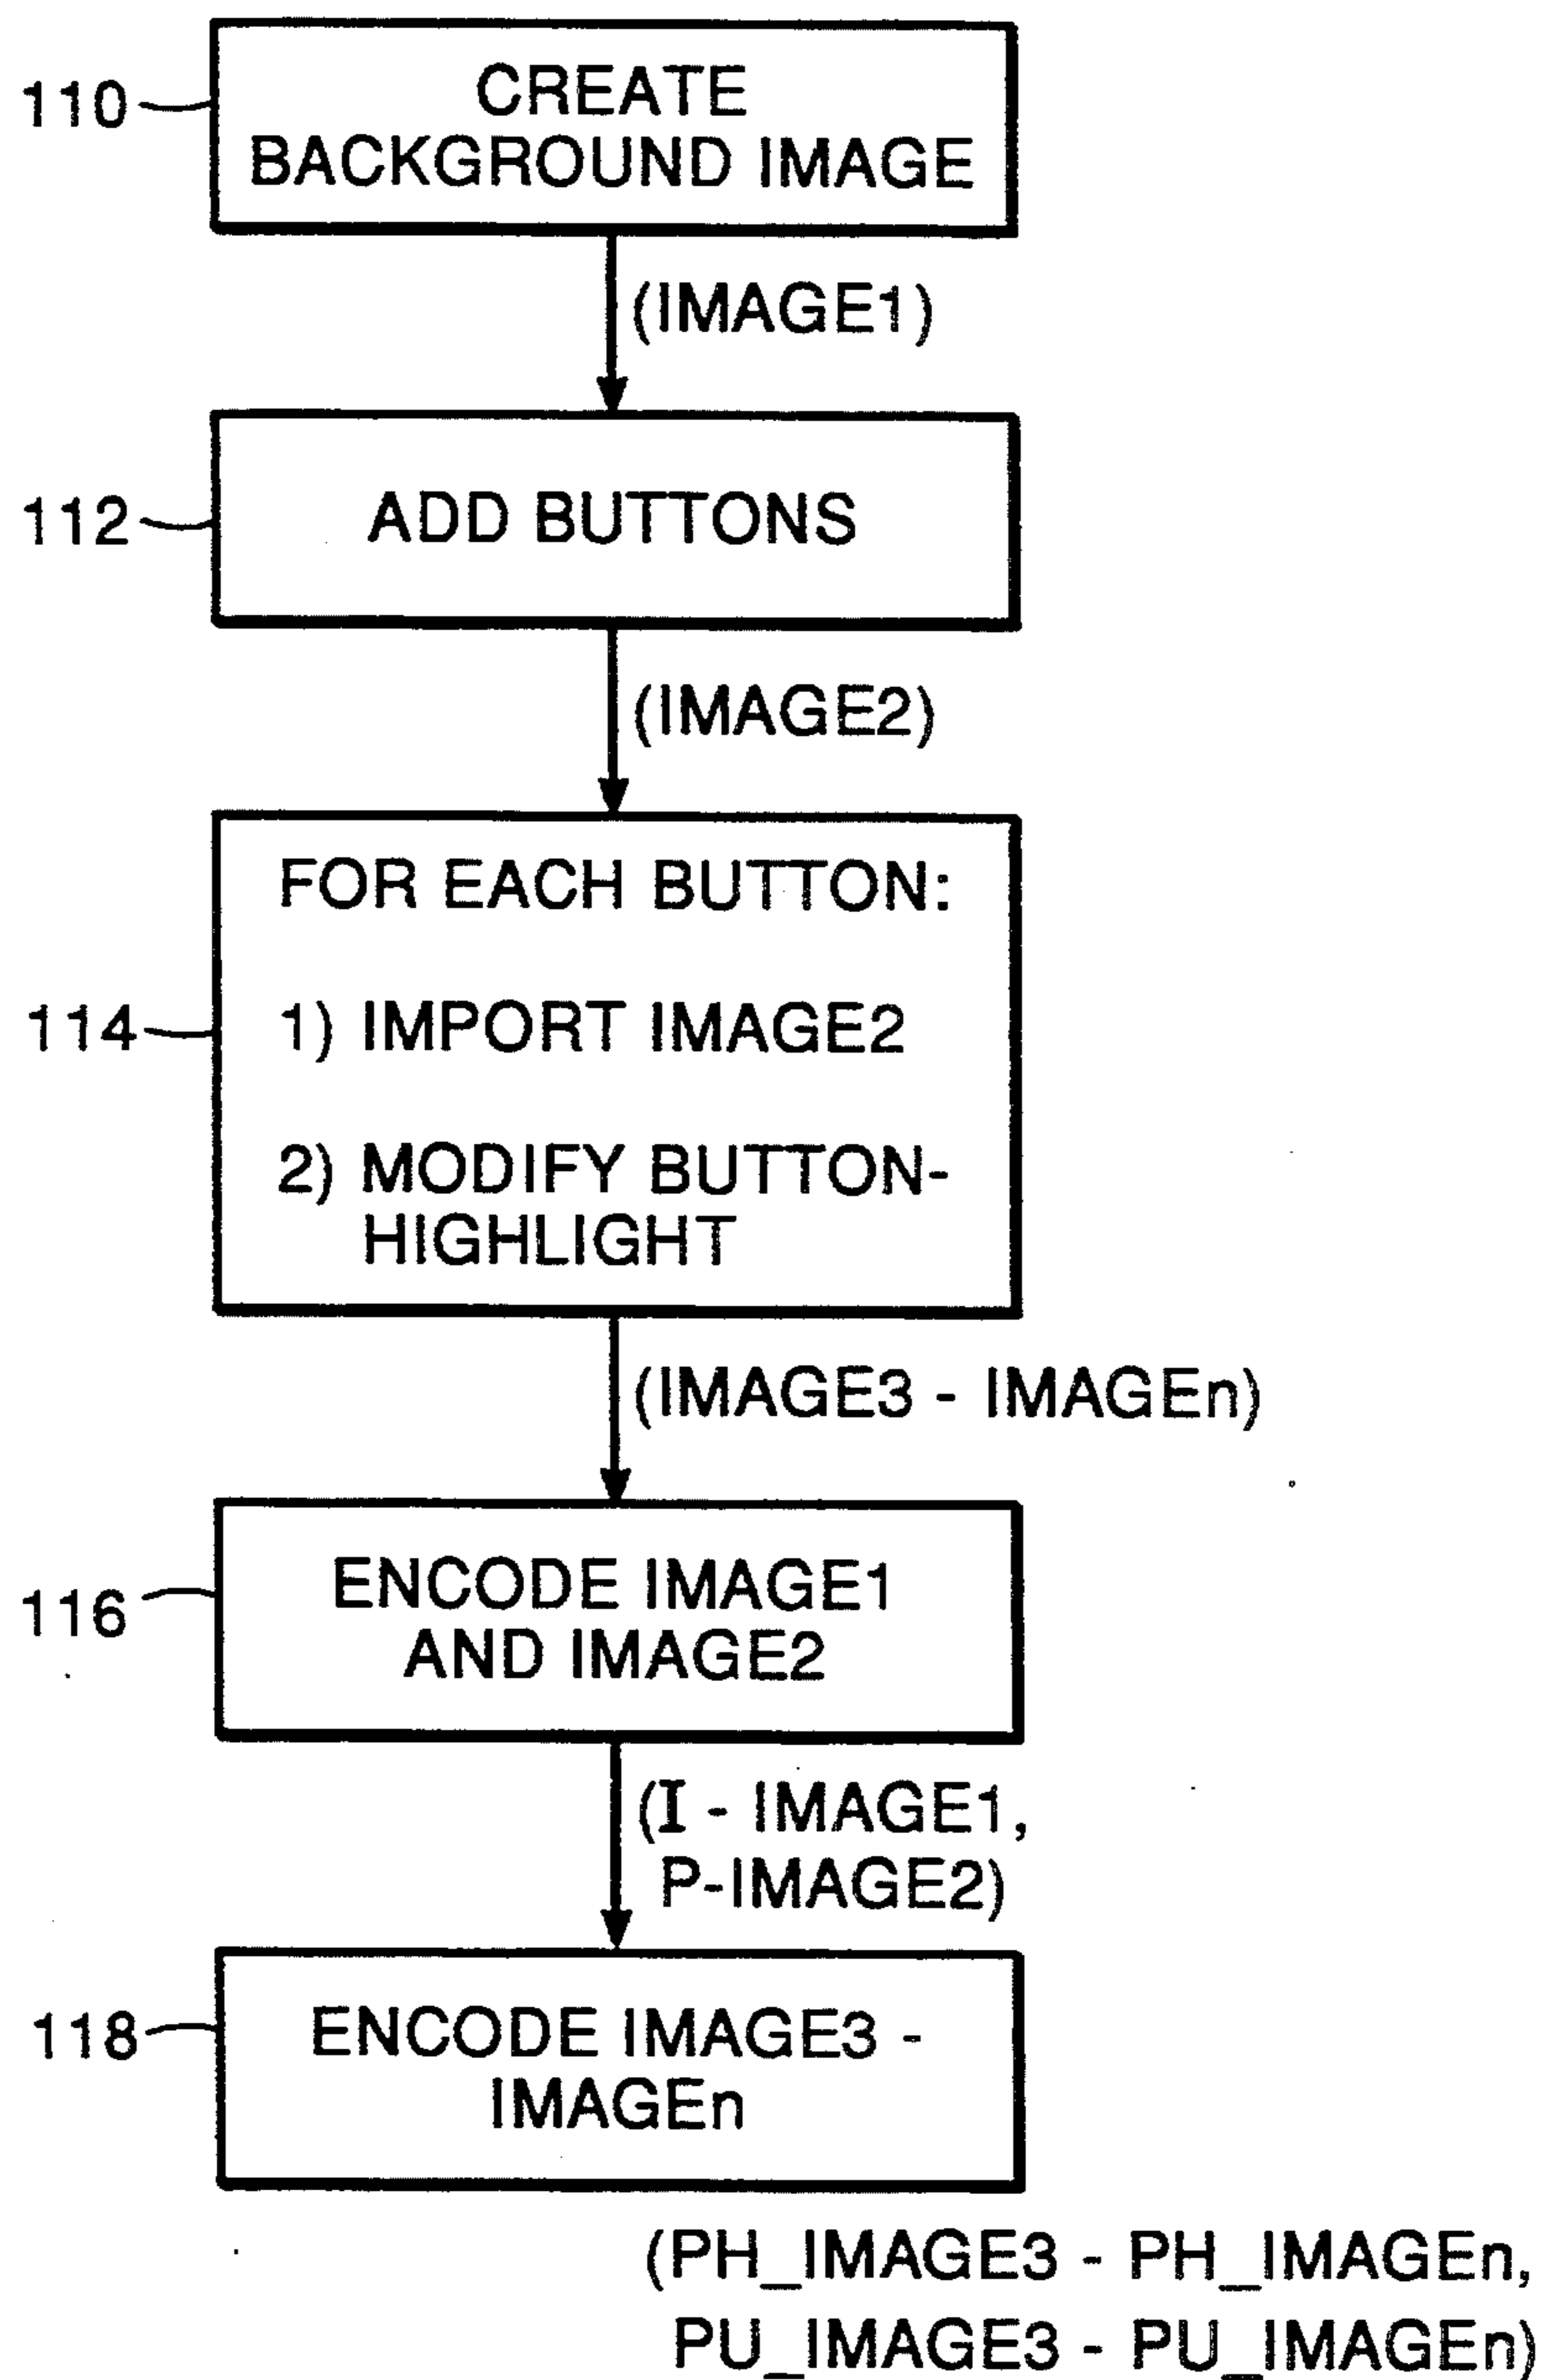 110
CREATE
BACKGROUND IMAGE
(IMAGE1)
112
ADD BUTTONS
(IMAGE2)
FOR EACH BUTTON:
114
1) IMPORT IMAGE2
2) MODIFY BUTTON-
HIGHLIGHT
(IMAGE3 - IMAGEn)
116
ENCODE IMAGE1
AND IMAGE2
(I - IMAGE1,
P-IMAGE2)
118
ENCODE IMAGE3 -
IMAGEn
(PH_IMAGE3 - PH_IMAGEn,
PU_IMAGE3 - PU_IMAGEn)